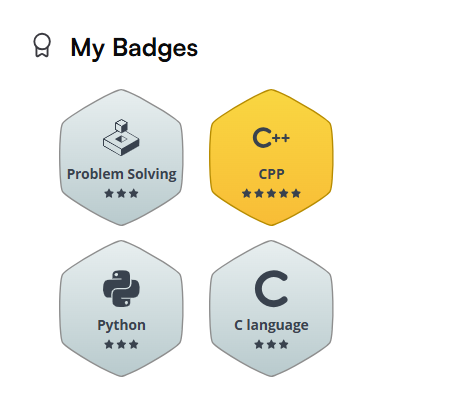 My Badges
Problem Solving
★★★
C++
CPP
★★★★★
Python
★★★
C
C language
★★★